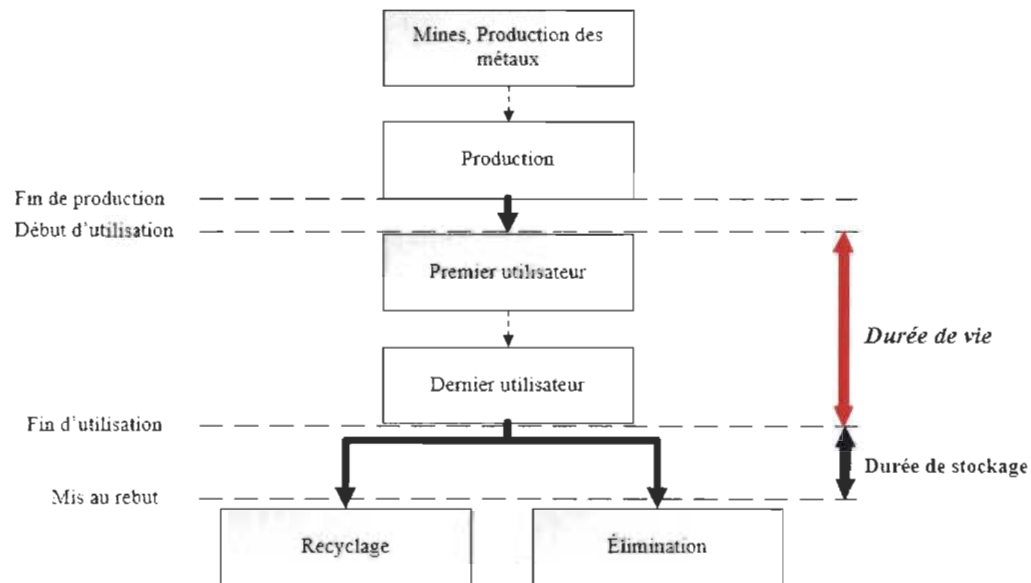 Mines, Production des
métaux
Production
Fin de production
Début d'utilisation
Premier utilisateur
Durée de vie
Dernier utilisateur
Fin d'utilisation
Durée de stockage
Mis au rebut
Recyclage
Élimination